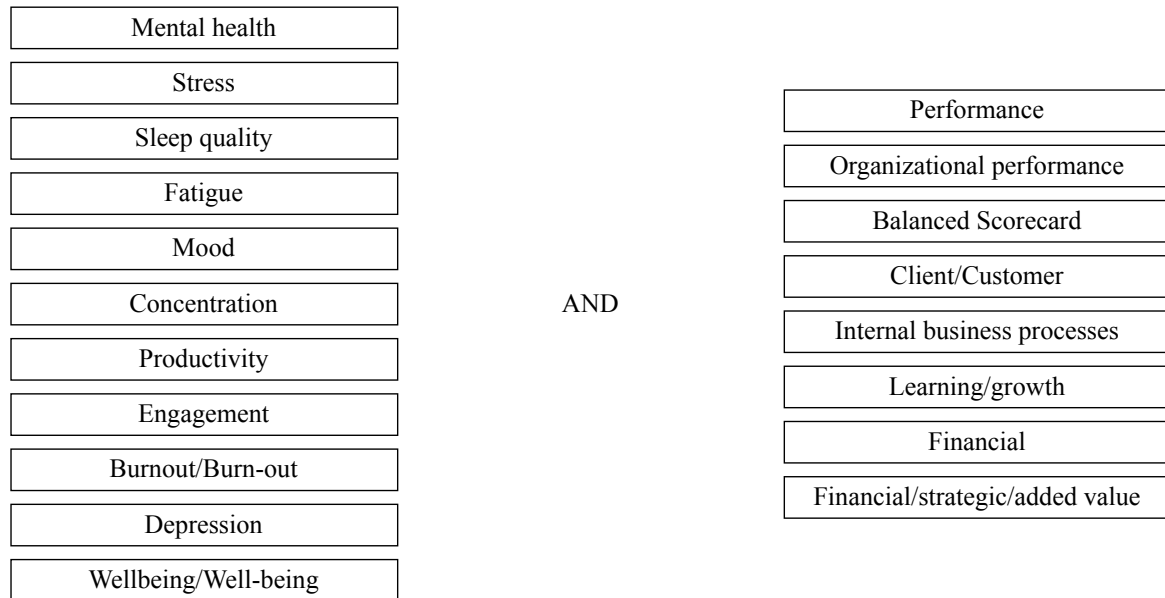 Mental health
Stress
Sleep quality
Fatigue
Mood
Concentration
Productivity
Engagement
Burnout/Burn-out
Depression
Wellbeing/Well-being
AND
Performance
Organizational performance
Balanced Scorecard
Client/Customer
Internal business processes
Learning/growth
Financial
Financial/strategic/added value